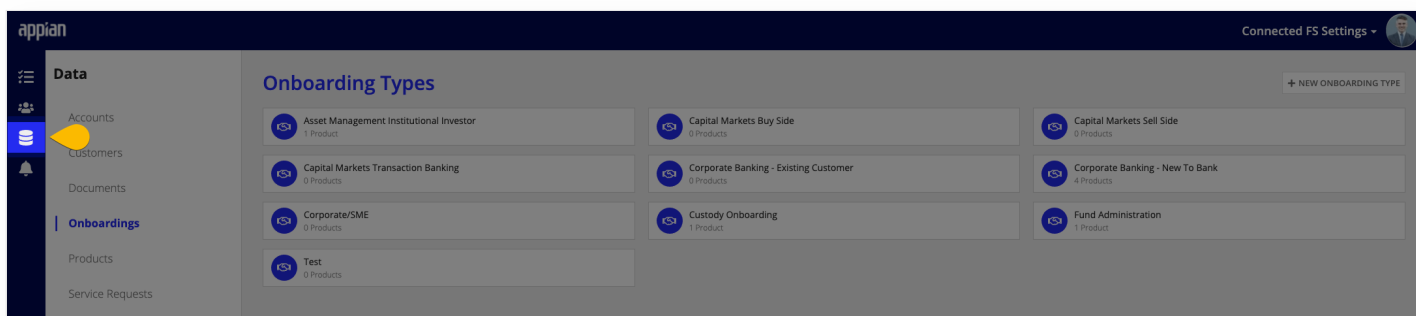 appian
Connected FS Settings
Data
Accounts
Customers
Documents
Onboardings
Products
Service Requests
Onboarding Types
+ NEW ONBOARDING TYPE
Asset Management Institutional Investor
1 Product
Capital Markets Buy Side
0 Products
Capital Markets Sell Side
0 Products
Capital Markets Transaction Banking
0 Products
Corporate Banking - Existing Customer
0 Products
Corporate Banking - New To Bank
4 Products
Corporate/SME
0 Products
Custody Onboarding
1 Product
Fund Administration
1 Product
Test
0 Products